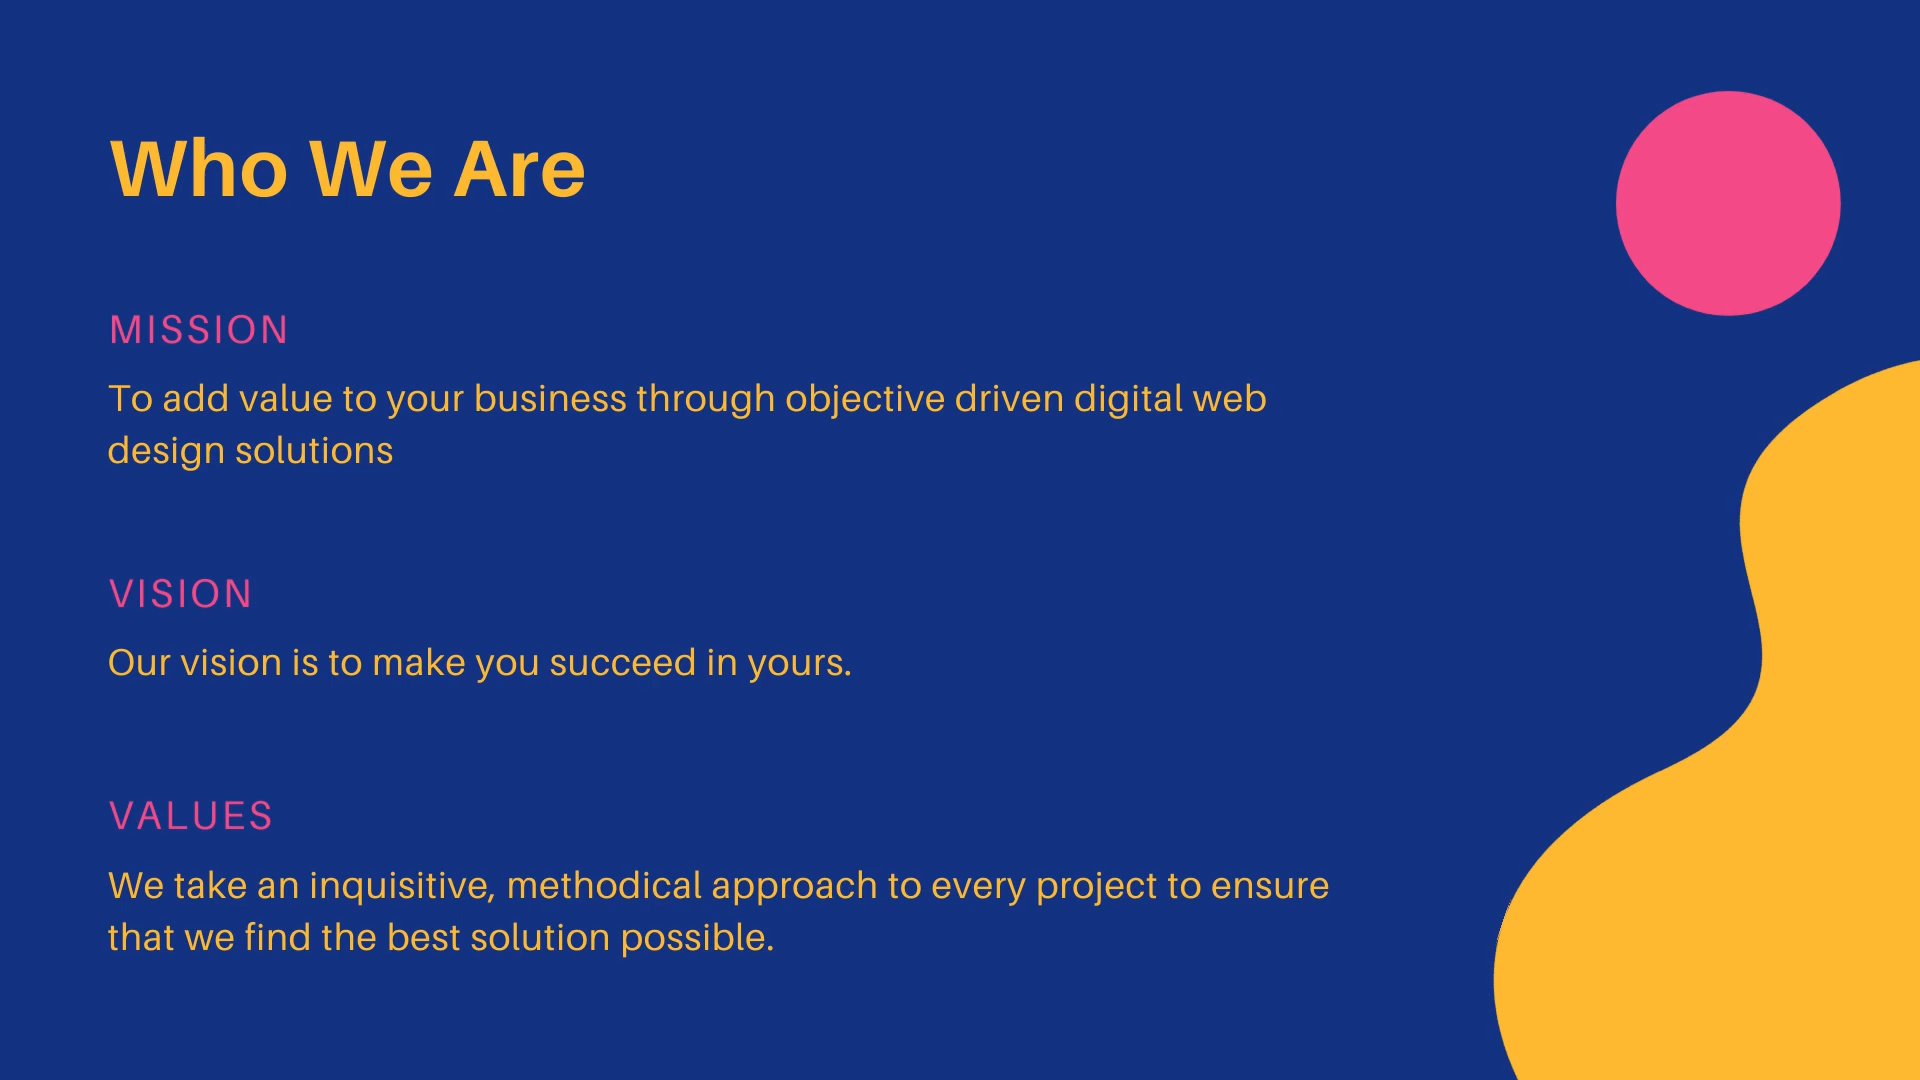 Who We Are
MISSION
To add value to your business through objective driven digital web
design solutions
VISION
Our vision is to make you succeed in yours.
VALUES
We take an inquisitive, methodical approach to every project to ensure
that we find the best solution possible.